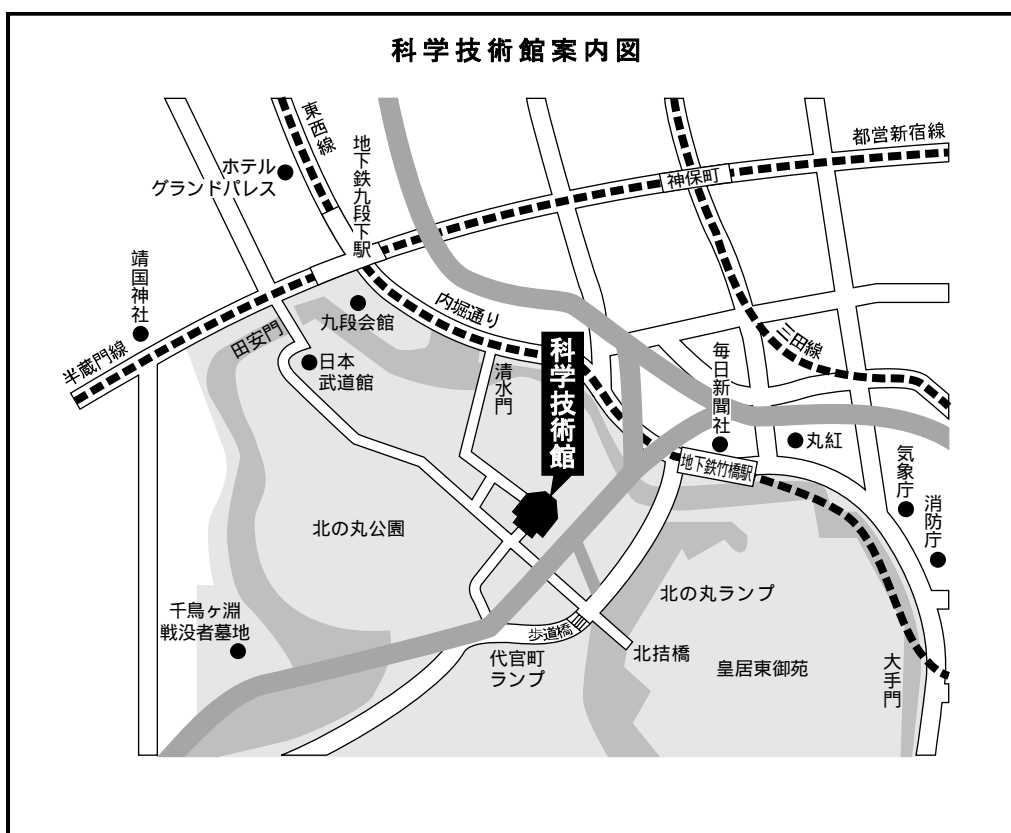 科学技術館案内図
東西線
地下鉄九段下駅
都営新宿線
ホテル
グランドパレス
神保町
靖国神社
九段会館
内堀通り
田安門
日本
武道館
清水門
科学技術館
三田線
毎日新聞社
半蔵門線
丸紅
地下鉄竹橋駅
気象庁
消防庁
北の丸公園
千鳥ヶ淵
戦没者墓地
北の丸ランプ
歩道橋
代官町
ランプ
北拮橋
皇居東御苑
大手門